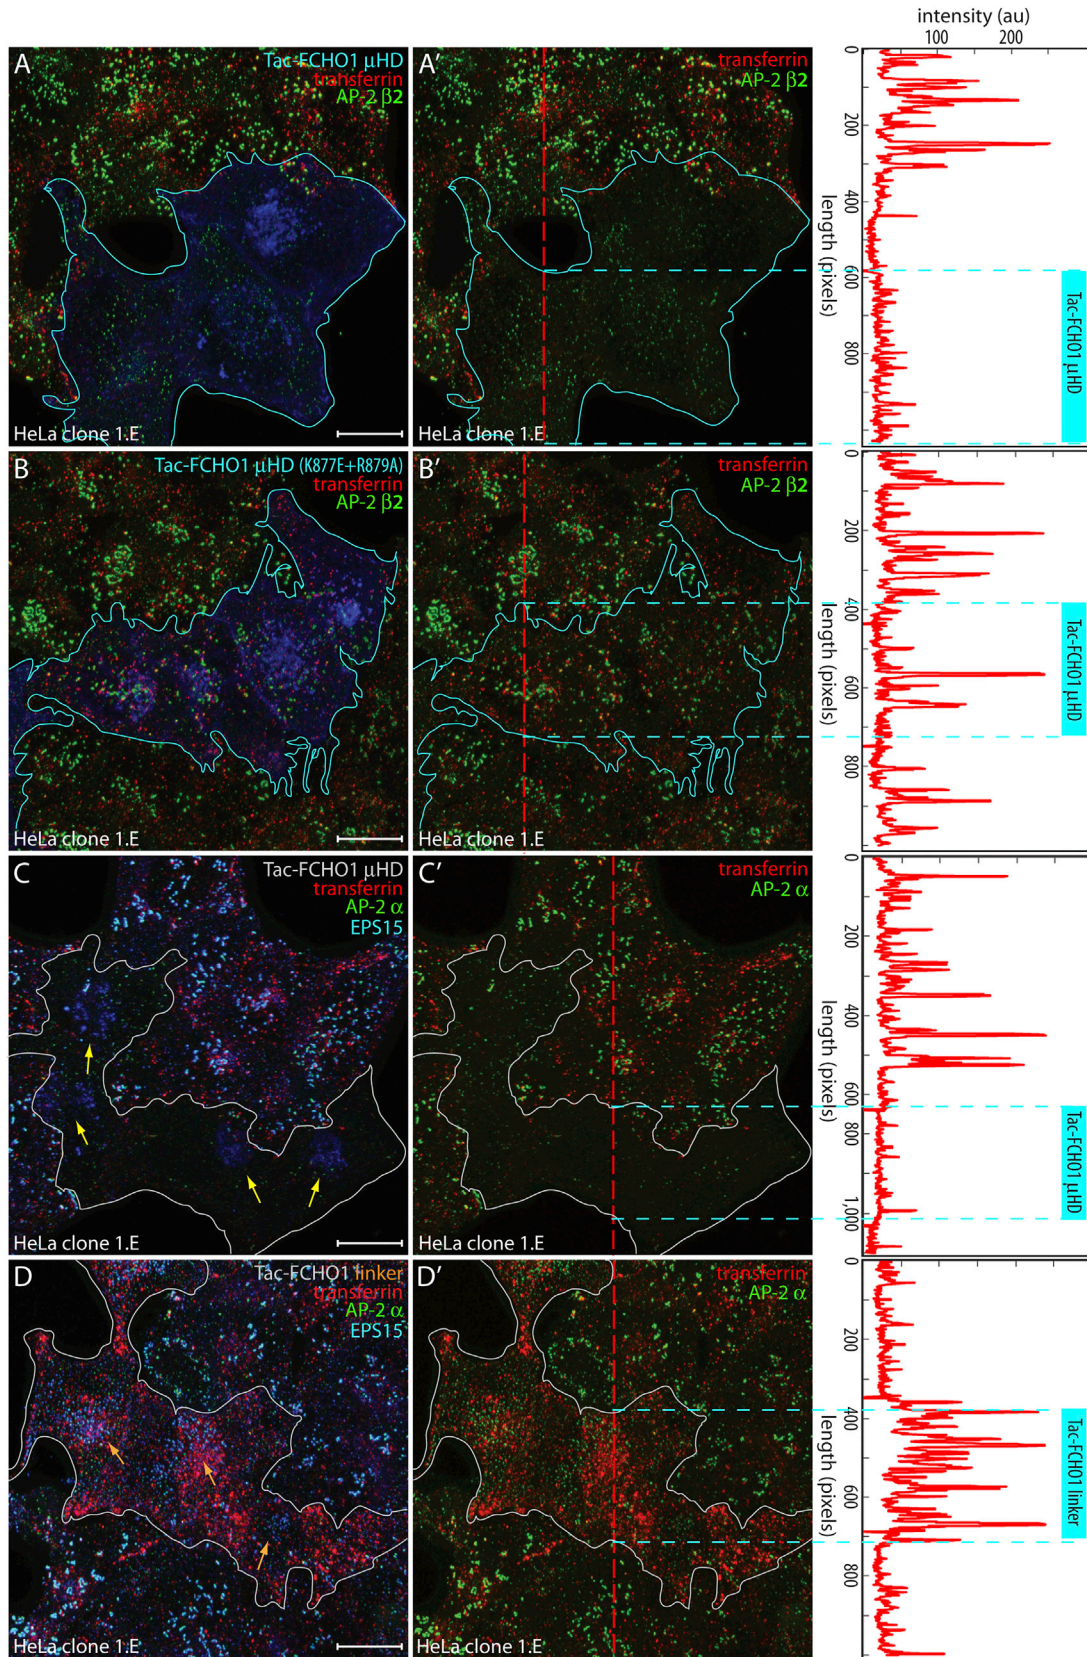 intensity (au)
100 200
A
Tac-FCHO1 μHD
transferrin
AP-2 β2
HeLa clone 1.E
A′
transferrin
AP-2 β2
HeLa clone 1.E
0
200
400
600
800
length (pixels)
Tac-FCHO1 μHD
B
Tac-FCHO1 μHD (K877E+R879A)
transferrin
AP-2 β2
HeLa clone 1.E
B′
transferrin
AP-2 β2
HeLa clone 1.E
0
200
400
600
800
length (pixels)
Tac-FCHO1 μHD
C
Tac-FCHO1 μHD
transferrin
AP-2 α
EPS15
HeLa clone 1.E
C′
transferrin
AP-2 α
HeLa clone 1.E
0
200
400
600
800
1,000
length (pixels)
Tac-FCHO1 μHD
D
Tac-FCHO1 linker
transferrin
AP-2 α
EPS15
HeLa clone 1.E
D′
transferrin
AP-2 α
HeLa clone 1.E
0
200
400
600
800
length (pixels)
Tac-FCHO1 linker